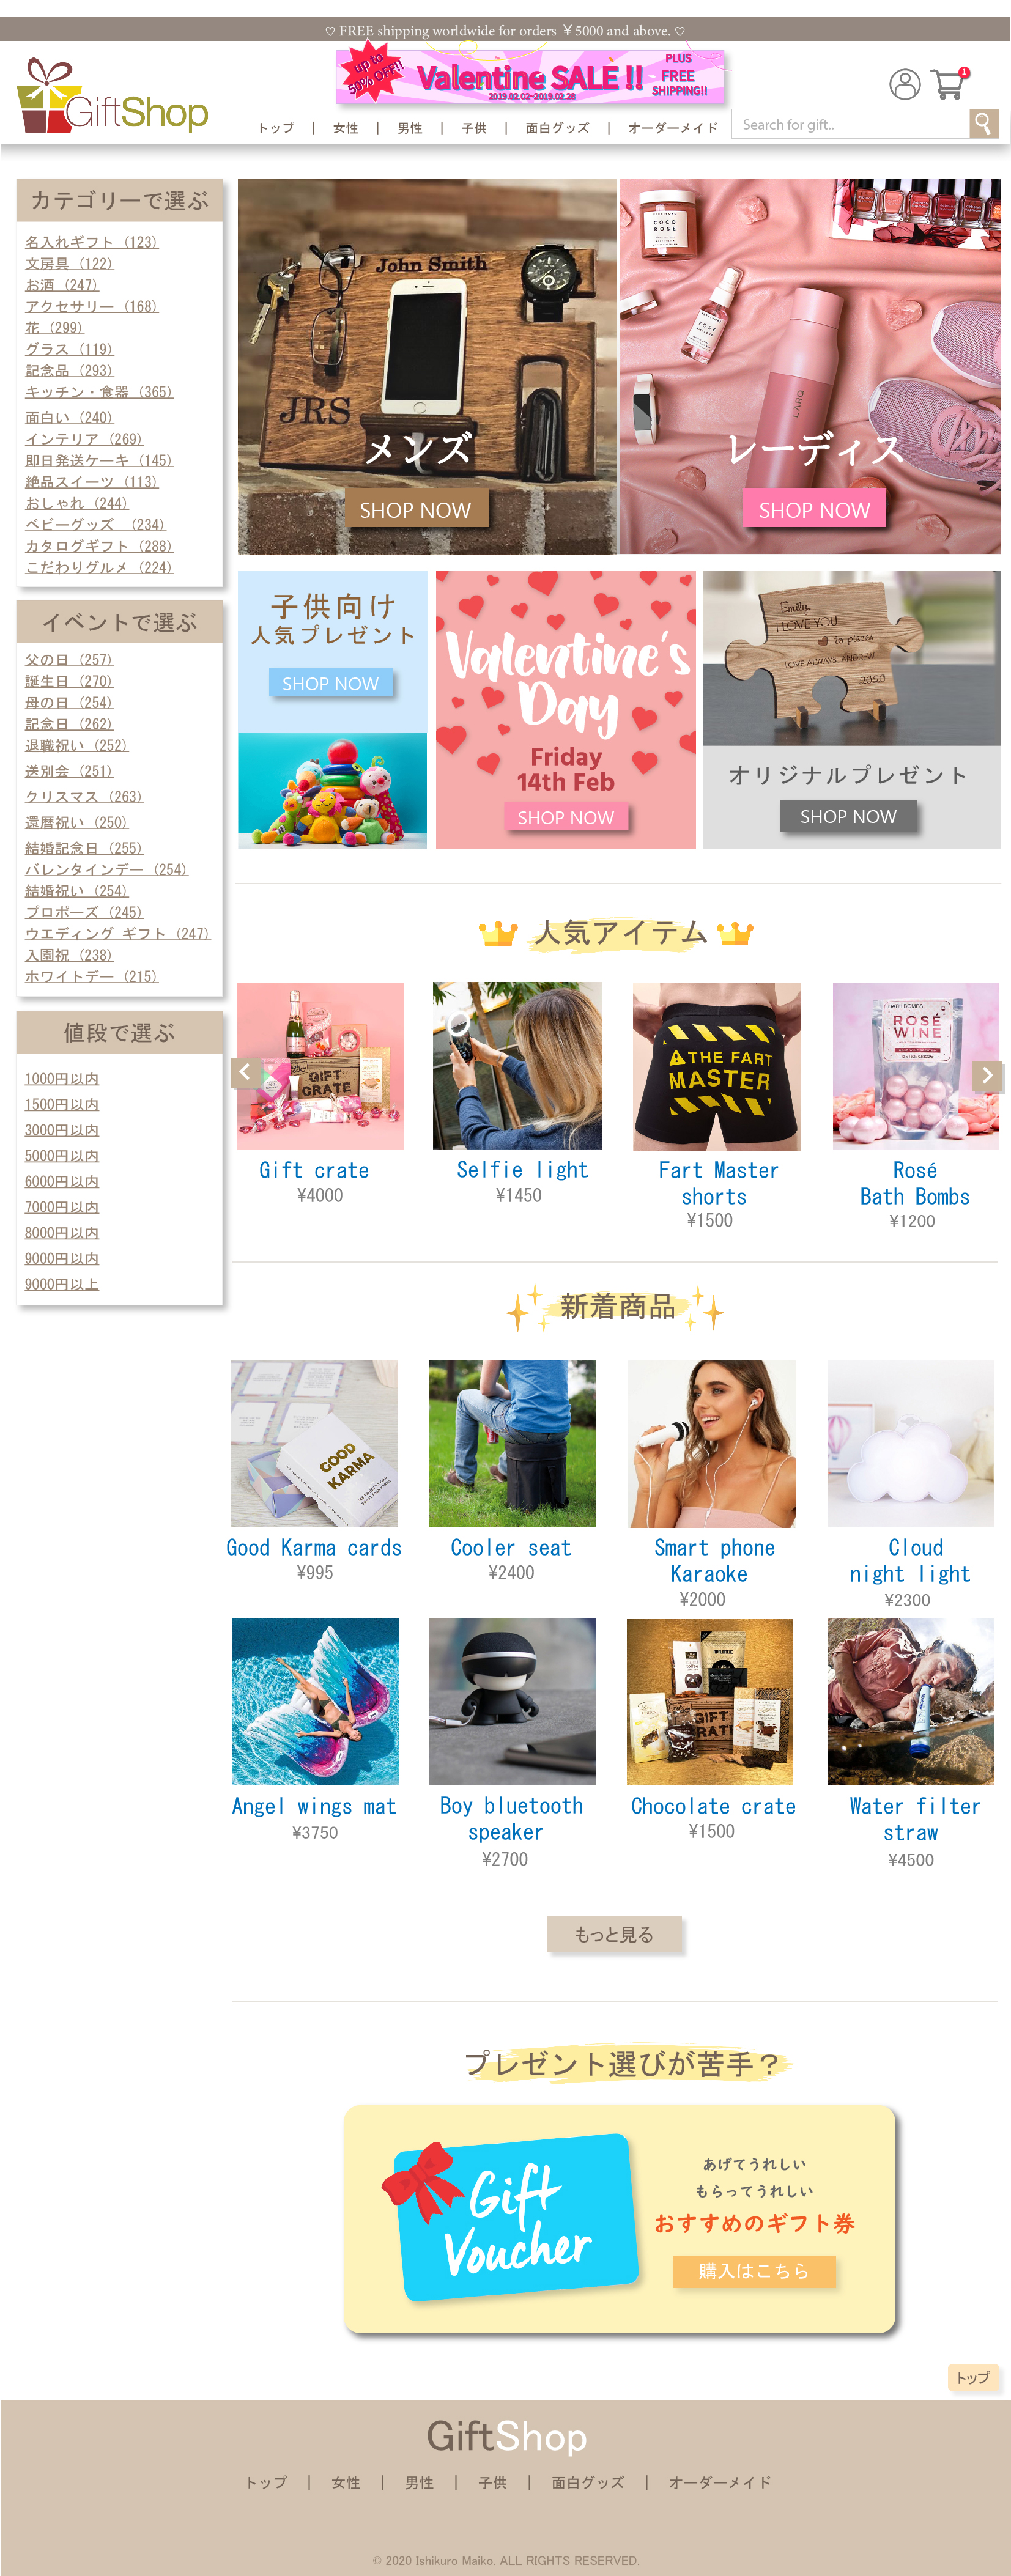 ♡ FREE shipping worldwide for orders ￥5000 and above. ♡
GiftShop
up to
50% OFF!!
Valentine SALE !!
2019.02.02~2019.02.28
PLUS
FREE
SHIPPING!!
1
トップ | 女性 | 男性 | 子供 | 面白グッズ | オーダーメイド
Search for gift..
カテゴリーで選ぶ
名入れギフト (123)
文房具 (122)
お酒 (247)
アクセサリー (168)
花 (299)
グラス (119)
記念品 (293)
キッチン・食器 (365)
面白い (240)
インテリア (269)
即日発送ケーキ (145)
絶品スイーツ (113)
おしゃれ (244)
ベビーグッズ (234)
カタログギフト (288)
こだわりグルメ (224)
イベントで選ぶ
父の日 (257)
誕生日 (270)
母の日 (254)
記念日 (262)
退職祝い (252)
送別会 (251)
クリスマス (263)
還暦祝い (250)
結婚記念日 (255)
バレンタインデー (254)
結婚祝い (254)
プロポーズ (245)
ウエディング ギフト (247)
入園祝 (238)
ホワイトデー (215)
値段で選ぶ
1000円以内
1500円以内
3000円以内
5000円以内
6000円以内
7000円以内
8000円以内
9000円以内
9000円以上
John Smith
JRS
メンズ
SHOP NOW
COCO
ROSE
ROSE
LARQ
レーディス
SHOP NOW
子供向け
人気プレゼント
SHOP NOW
Valentine's
Day
Friday
14th Feb
SHOP NOW
Emily,
I LOVE YOU
to pieces
LOVE ALWAYS, ANDREW
2020
オリジナルプレゼント
SHOP NOW
人気アイテム
GIFT
CRATE
THE FART
MASTER
BATH BOMBS
ROSÉ
WINE
Gift crate
¥4000
Selfie light
¥1450
Fart Master
shorts
¥1500
Rosé
Bath Bombs
¥1200
新着商品
GOOD
KARMA
Good Karma cards
¥995
Cooler seat
¥2400
Smart phone
Karaoke
¥2000
Cloud
night light
¥2300
GIFT
CRATE
Angel wings mat
¥3750
Boy bluetooth
speaker
¥2700
Chocolate crate
¥1500
Water filter
straw
¥4500
もっと見る
プレゼント選びが苦手？
Gift
Voucher
あげてうれしい
もらってうれしい
おすすめのギフト券
購入はこちら
トップ
GiftShop
トップ | 女性 | 男性 | 子供 | 面白グッズ | オーダーメイド
© 2020 Ishikuro Maiko. ALL RIGHTS RESERVED.